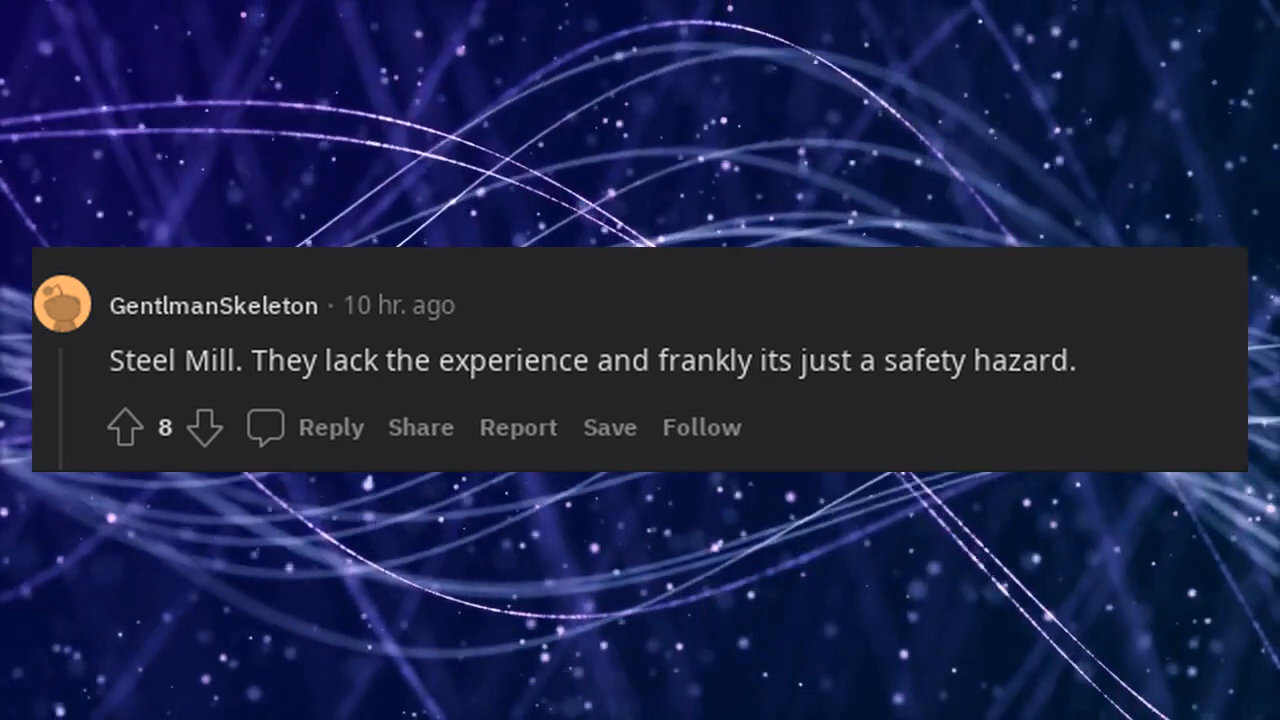 GentlmanSkeleton · 10 hr. ago
Steel Mill. They lack the experience and frankly its just a safety hazard.
8 Reply Share Report Save Follow